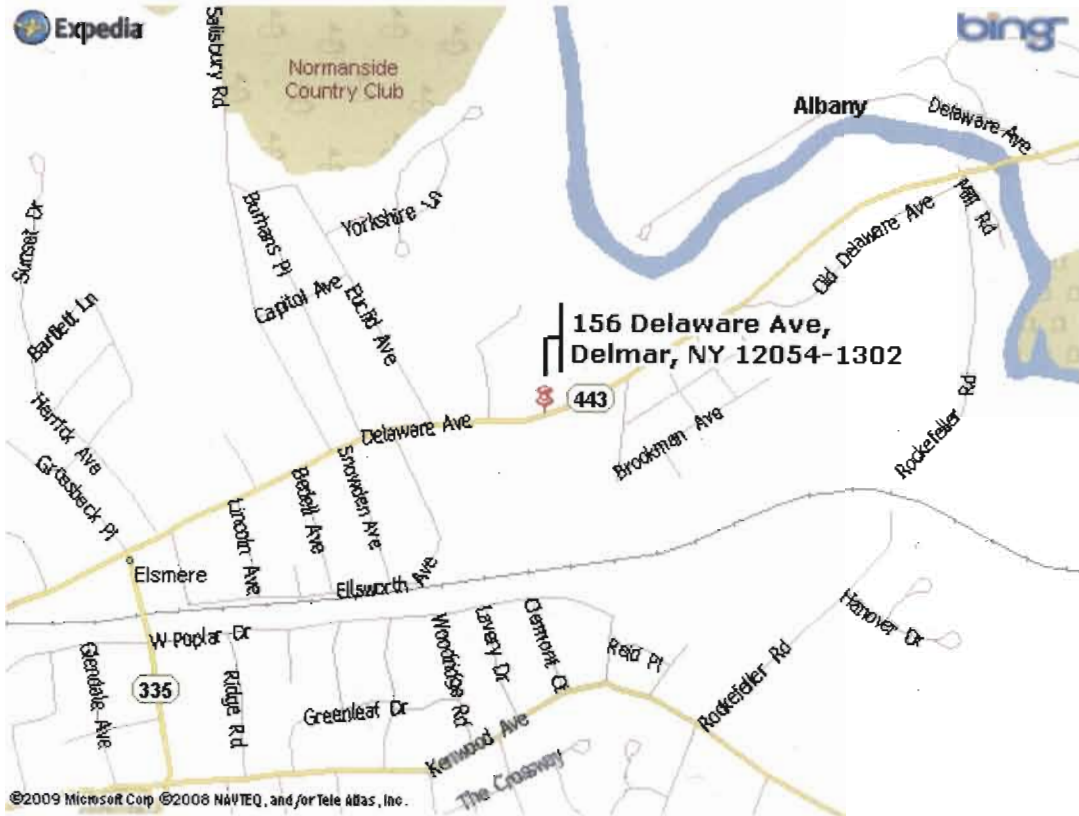 Expedia
bing
Salisbury Rd
Normanside
Country Club
Albany
Delaware Ave
Mill Rd
Old Delaware Ave
Sunset Dr
Burhans Pl
Yorkshire Ln
Capitol Ave
Euclid Ave
Bartlett Ln
156 Delaware Ave,
Delmar, NY 12054-1302
443
Herrick Ave
Delaware Ave
Brookman Ave
Rockefeller Rd
Grosbeck Pl
Snowden Ave
Bedell Ave
Lincoln Ave
Elsmere
Ellsworth Ave
Hanover Dr
W Poplar Dr
Woodridge Rd
Lavery Dr
Clermont Ct
Reid Pl
Glendale Ave
335
Ridge Rd
Greenleaf Dr
Rockefeller Rd
Kenwood Ave
The Crossway
©2009 Microsoft Corp ©2008 NAVTEQ, and/or Tele Atlas, Inc.